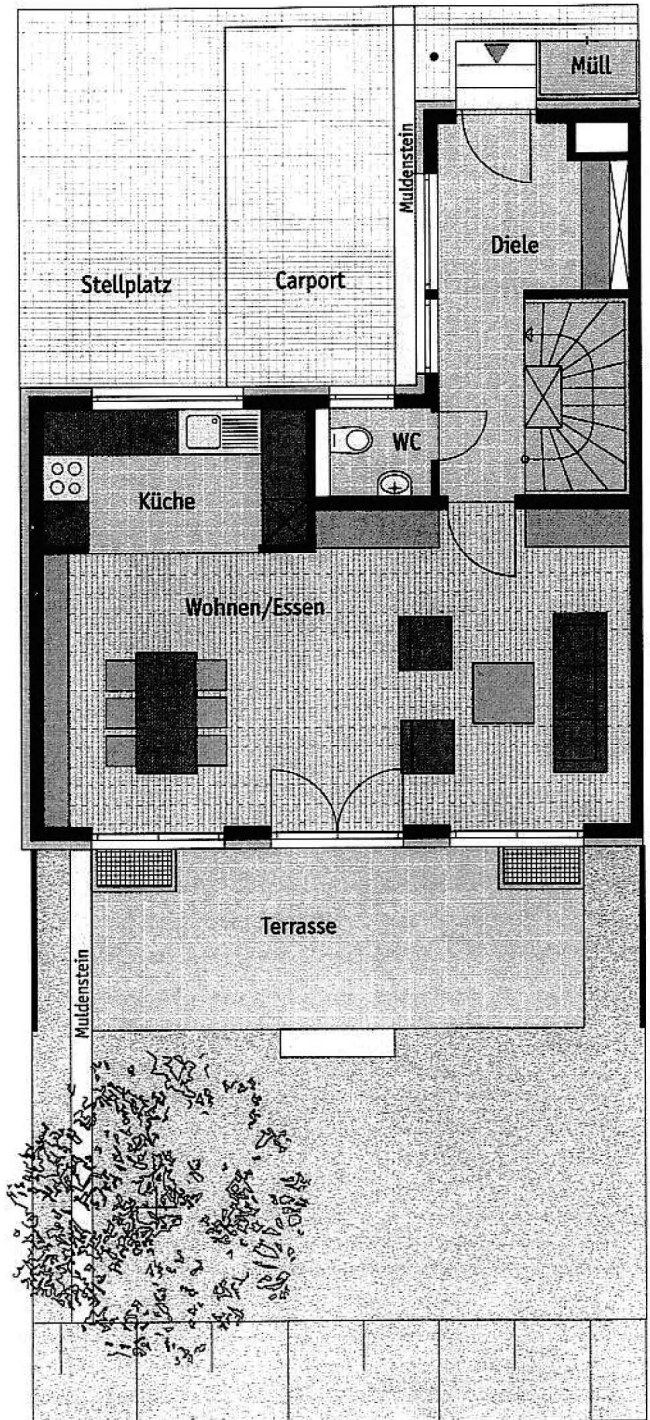 Müll
Muldenstein
Diele
Stellplatz
Carport
WC
Küche
Wohnen/Essen
Terrasse
Muldenstein